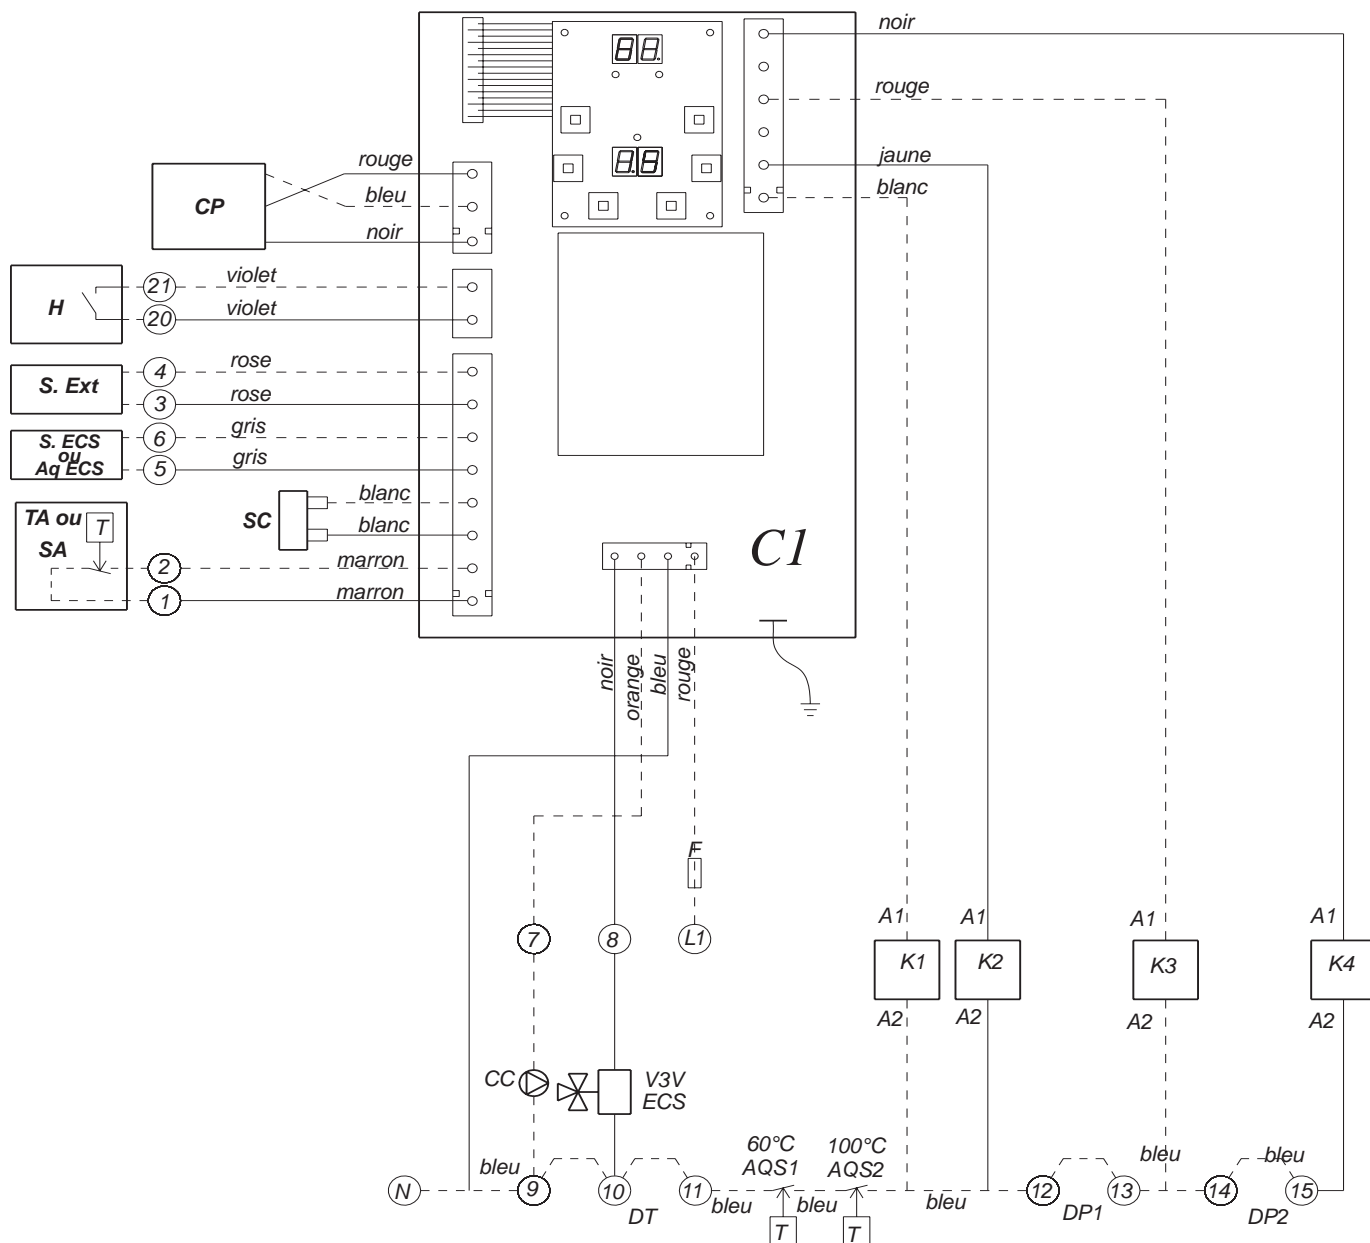 noir
88.
rouge
rouge
8.8
jaune
blanc
CP
bleu
noir
21
violet
H
20
violet
4
rose
S. Ext
3
rose
6
gris
S. ECS
ou
Aq ECS
5
gris
blanc
SC
blanc
TA ou
T
SA
C1
2
marron
1
marron
noir
orange
bleu
rouge
F
7
8
L1
A1
A1
A1
A1
K1
K2
K3
K4
A2
A2
A2
A2
CC
V3V
ECS
60°C
AQS1
100°C
AQS2
N
bleu
9
10
11
DT
bleu
T
bleu
T
bleu
12
13
DP1
bleu
14
bleu
15
DP2